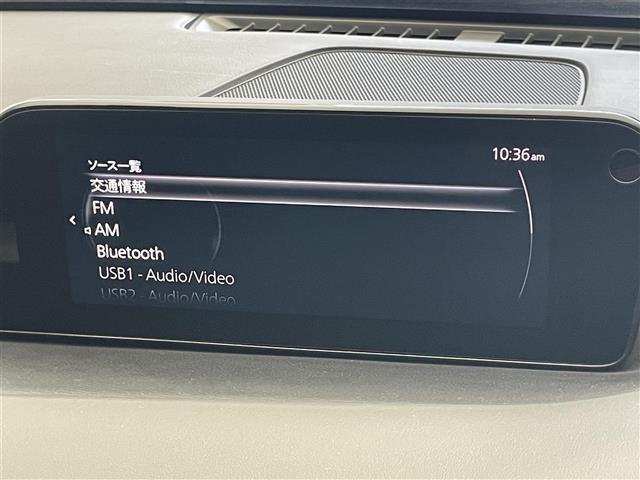 10:36am
ソース一覧
交通情報
FM
AM
Bluetooth
USB1 - Audio/Video
USB2 - Audio/Video